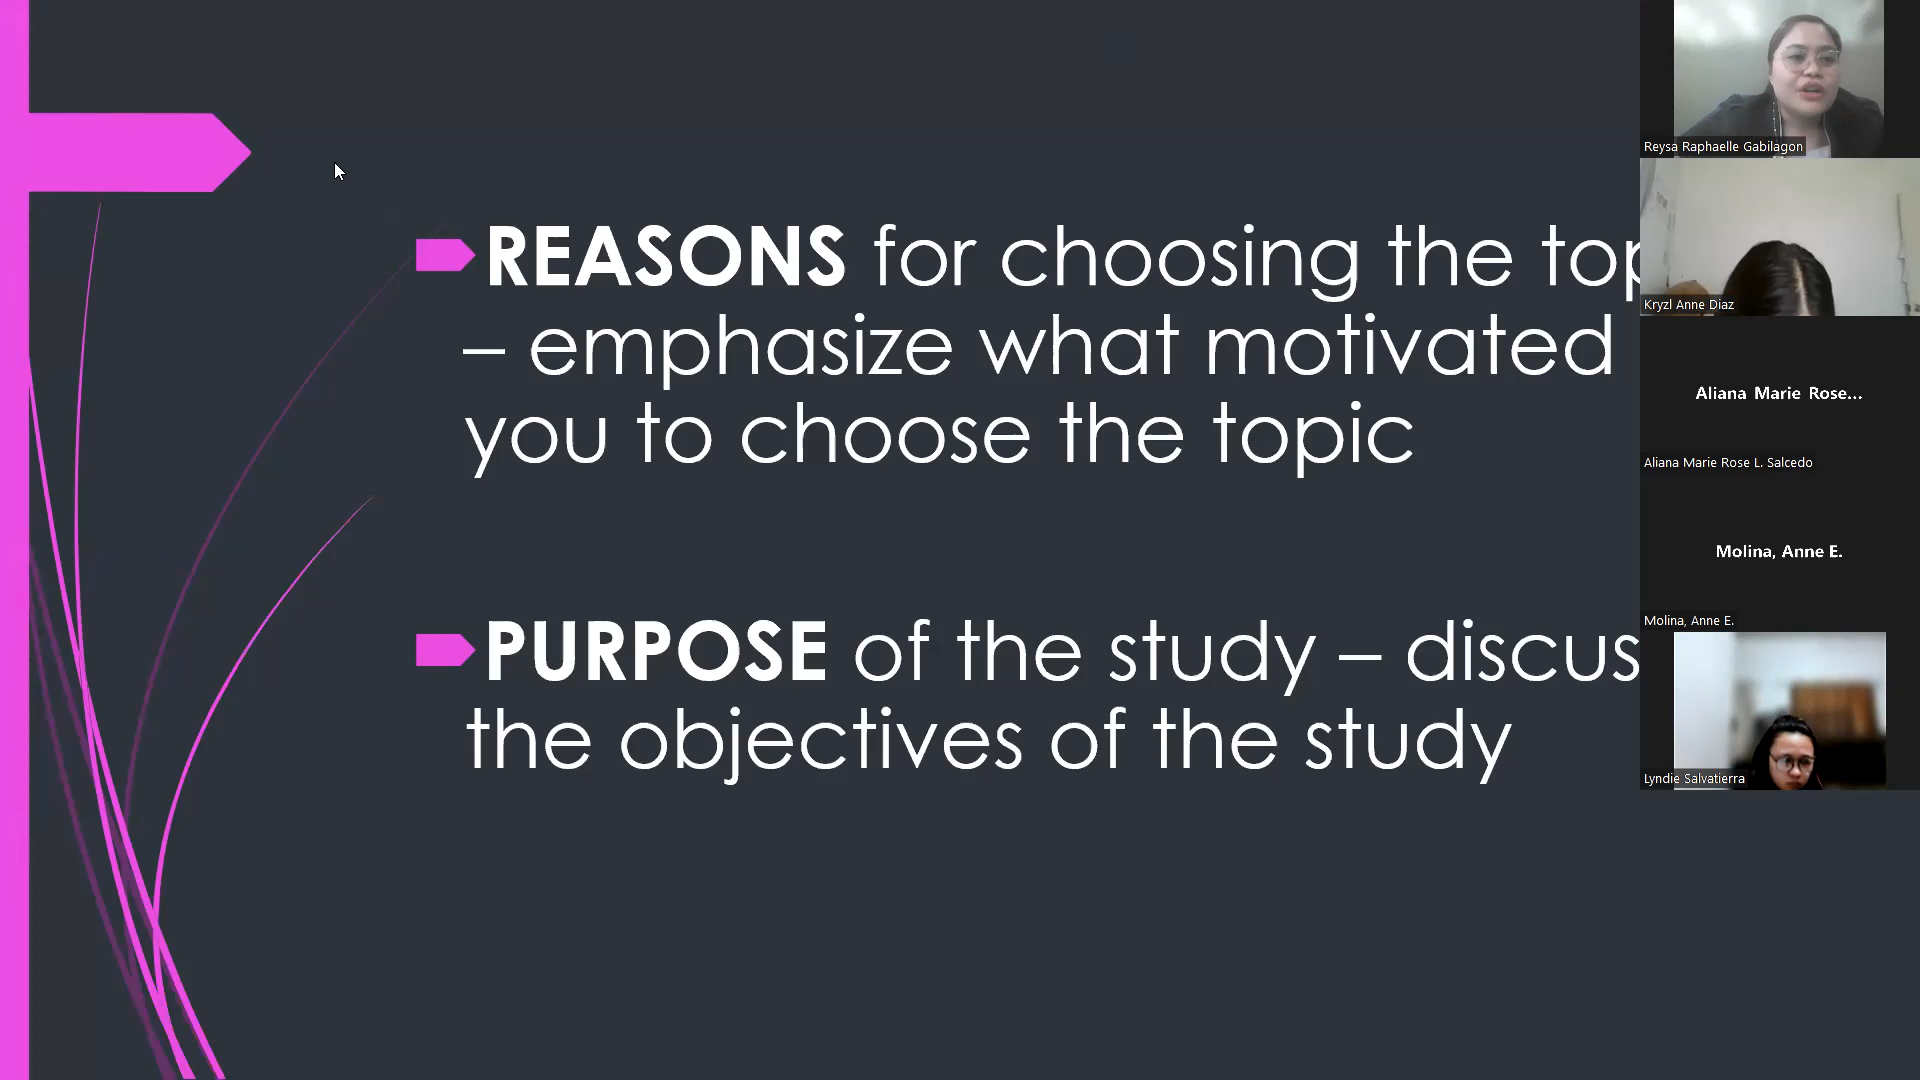 REASONS for choosing the top
– emphasize what motivated
you to choose the topic
PURPOSE of the study – discus
the objectives of the study
Reysa Raphaelle Gabilagon
Kryzl Anne Diaz
Aliana Marie Rose...
Aliana Marie Rose L. Salcedo
Molina, Anne E.
Molina, Anne E.
Lyndie Salvatierra